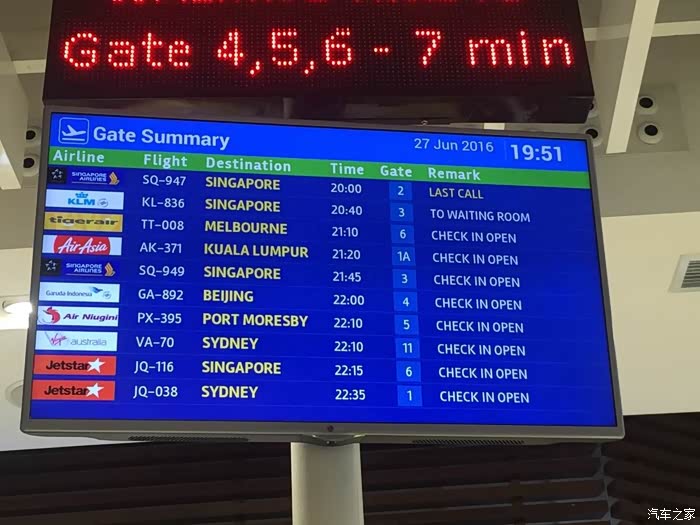 Gate 4,5,6 - 7 min
Gate Summary 27 Jun 2016 19:51
Airline Flight Destination Time Gate Remark
SINGAPORE AIRLINES SQ-947 SINGAPORE 20:00 2 LAST CALL
KLM KL-836 SINGAPORE 20:40 3 TO WAITING ROOM
tigerair TT-008 MELBOURNE 21:10 6 CHECK IN OPEN
AirAsia AK-371 KUALA LUMPUR 21:20 1A CHECK IN OPEN
SINGAPORE AIRLINES SQ-949 SINGAPORE 21:45 3 CHECK IN OPEN
Garuda Indonesia GA-892 BEIJING 22:00 4 CHECK IN OPEN
Air Niugini PX-395 PORT MORESBY 22:10 5 CHECK IN OPEN
virgin australia VA-70 SYDNEY 22:10 11 CHECK IN OPEN
Jetstar JQ-116 SINGAPORE 22:15 6 CHECK IN OPEN
Jetstar JQ-038 SYDNEY 22:35 1 CHECK IN OPEN
汽车之家